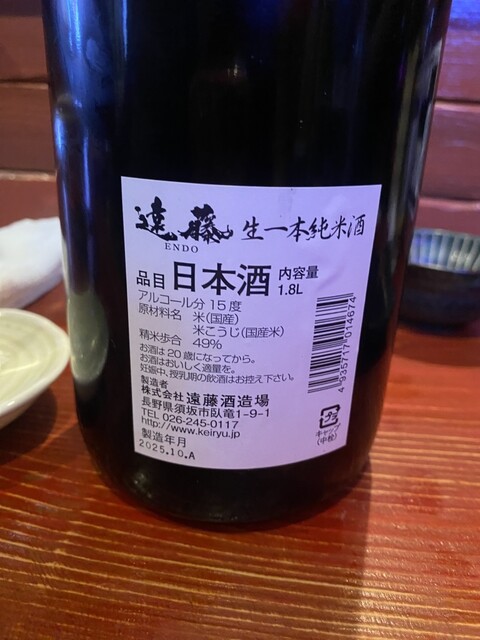 遠藤 生一本純米酒
ENDO
品目 日本酒 内容量 1.8L
アルコール分 15度
原材料名 米(国産)
米こうじ(国産米)
精米歩合 49%
お酒は20歳になってから。
お酒はおいしく適量を。
妊娠中、授乳期の飲酒はお控え下さい。
製造者
株式会社 遠藤酒造場
長野県須坂市臥竜1-9-1
TEL 026-245-0117
http://www.keiryu.jp
製造年月
2025.10.A
4 935717 014674
プラ
キャップ
(中栓)